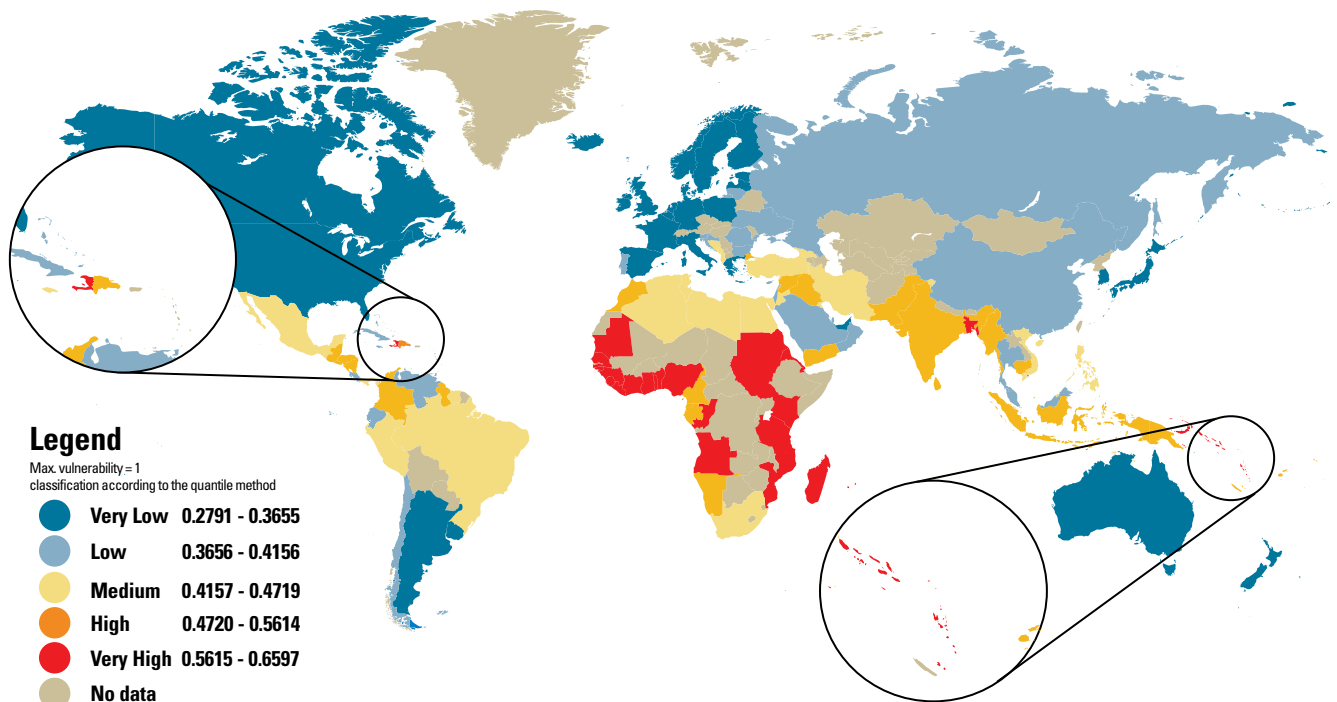 Legend
Max. vulnerability = 1
classification according to the quantile method
Very Low 0.2791 - 0.3655
Low 0.3656 - 0.4156
Medium 0.4157 - 0.4719
High 0.4720 - 0.5614
Very High 0.5615 - 0.6597
No data